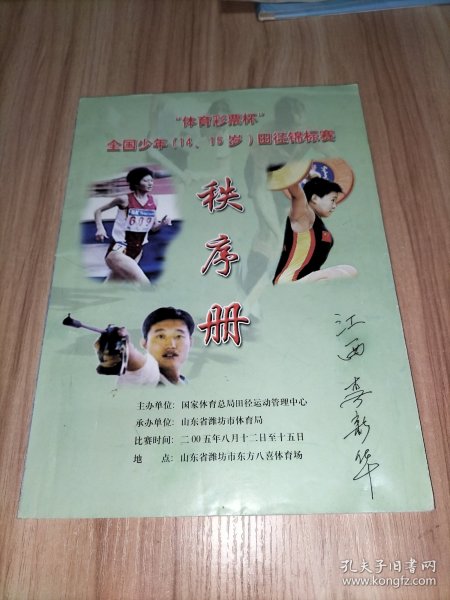 “体育彩票杯”
全国少年(14、15岁)田径锦标赛
秩序册
609
主办单位: 国家体育总局田径运动管理中心
承办单位: 山东省潍坊市体育局
比赛时间: 二00五年八月十二日至十五日
地 点: 山东省潍坊市东方八喜体育场
江西 新华
孔夫子旧书网
www.kongfz.com